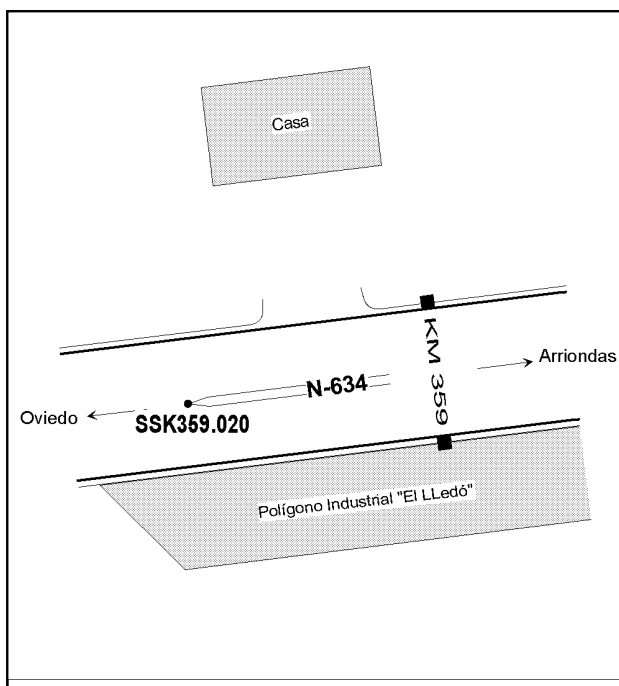 Casa
KM 359
Arriondas
N-634
Oviedo
SSK359.020
Polígono Industrial "El LLedó"